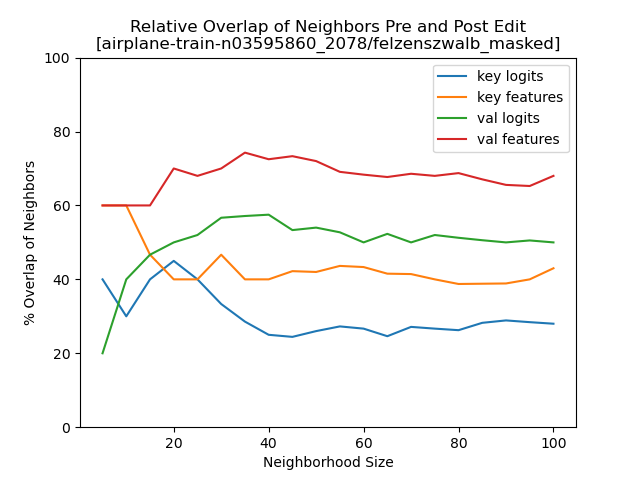 Relative Overlap of Neighbors Pre and Post Edit
[airplane-train-n03595860_2078/felzenszwalb_masked]
100
80
60
40
20
0
% Overlap of Neighbors
key logits
key features
val logits
val features
20
40
60
80
100
Neighborhood Size